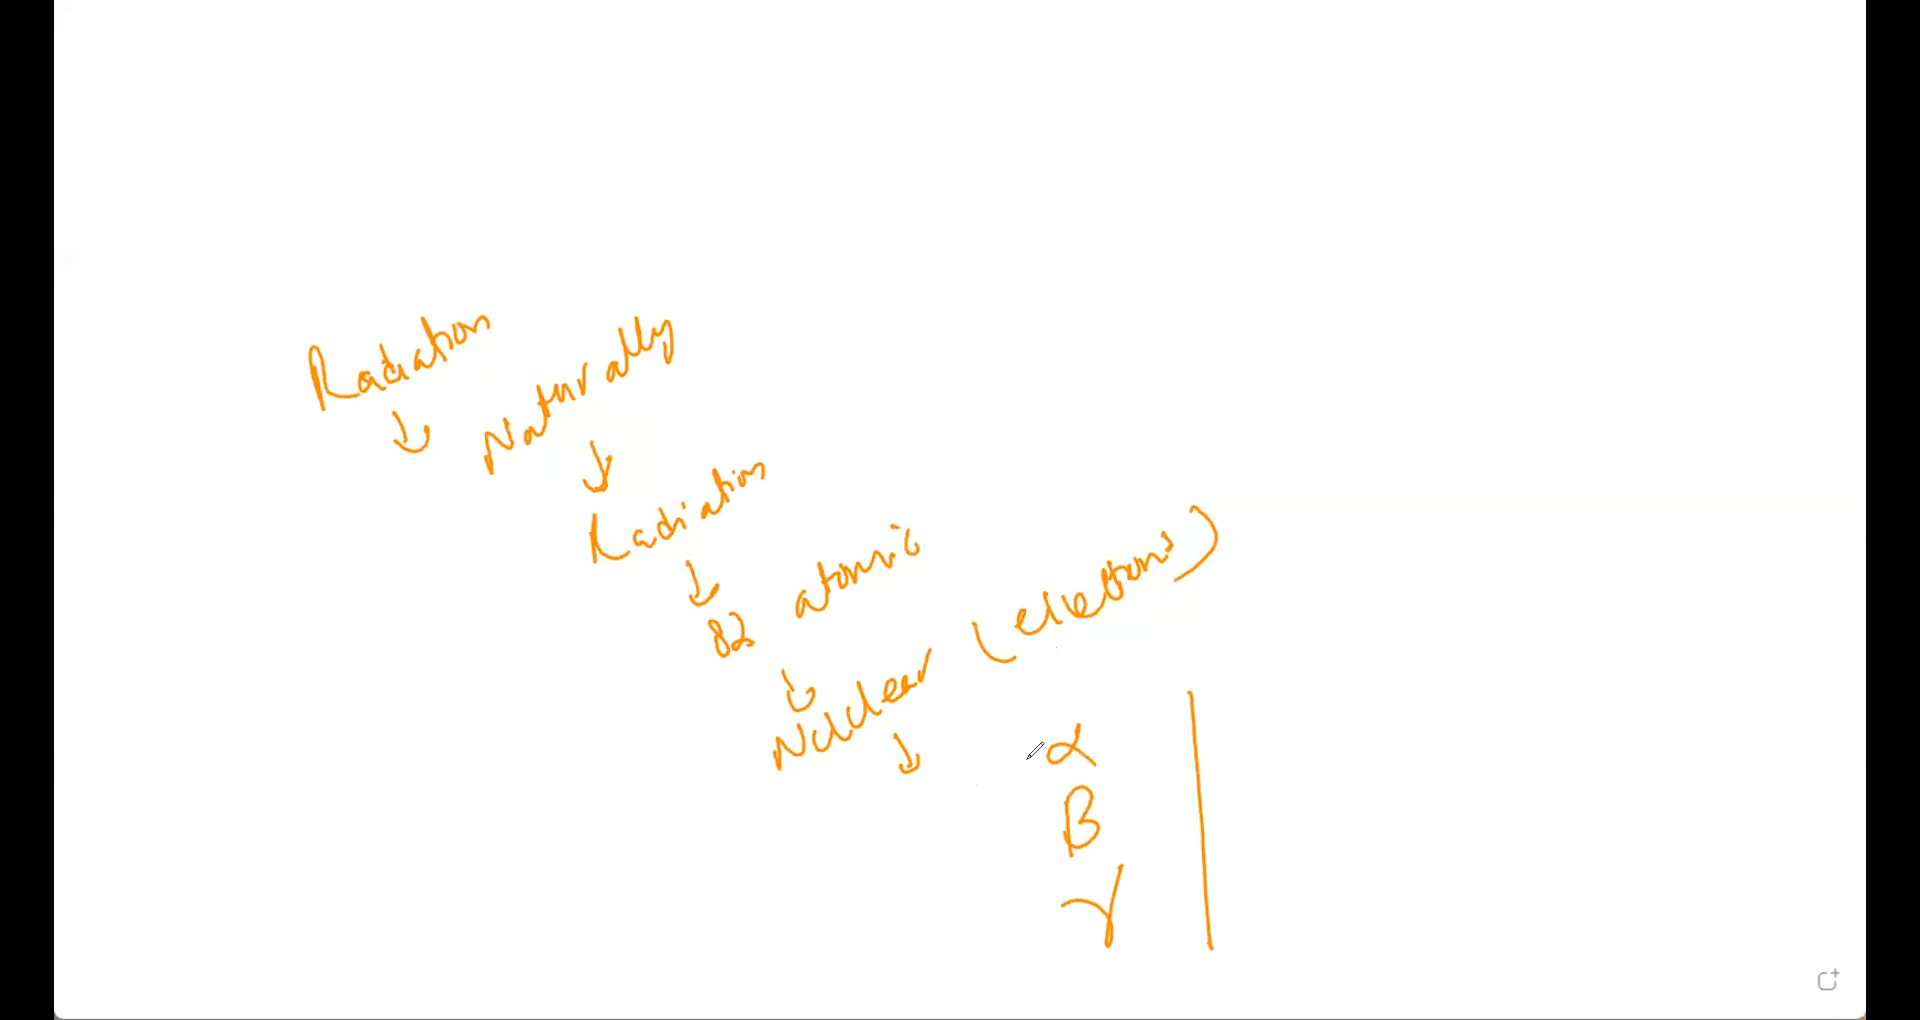 Radiation
Naturally
Radiation
82 atomic
Nuclear (electrons)
α
β
γ